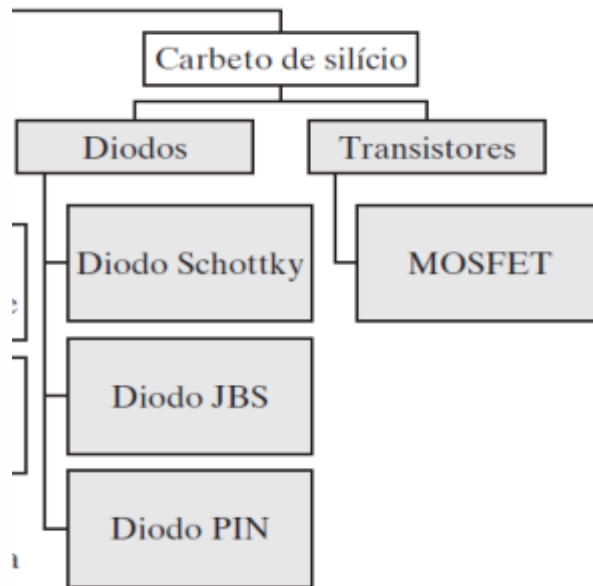 Carbeto de silício
Diodos
Transistores
Diodo Schottky
MOSFET
Diodo JBS
Diodo PIN